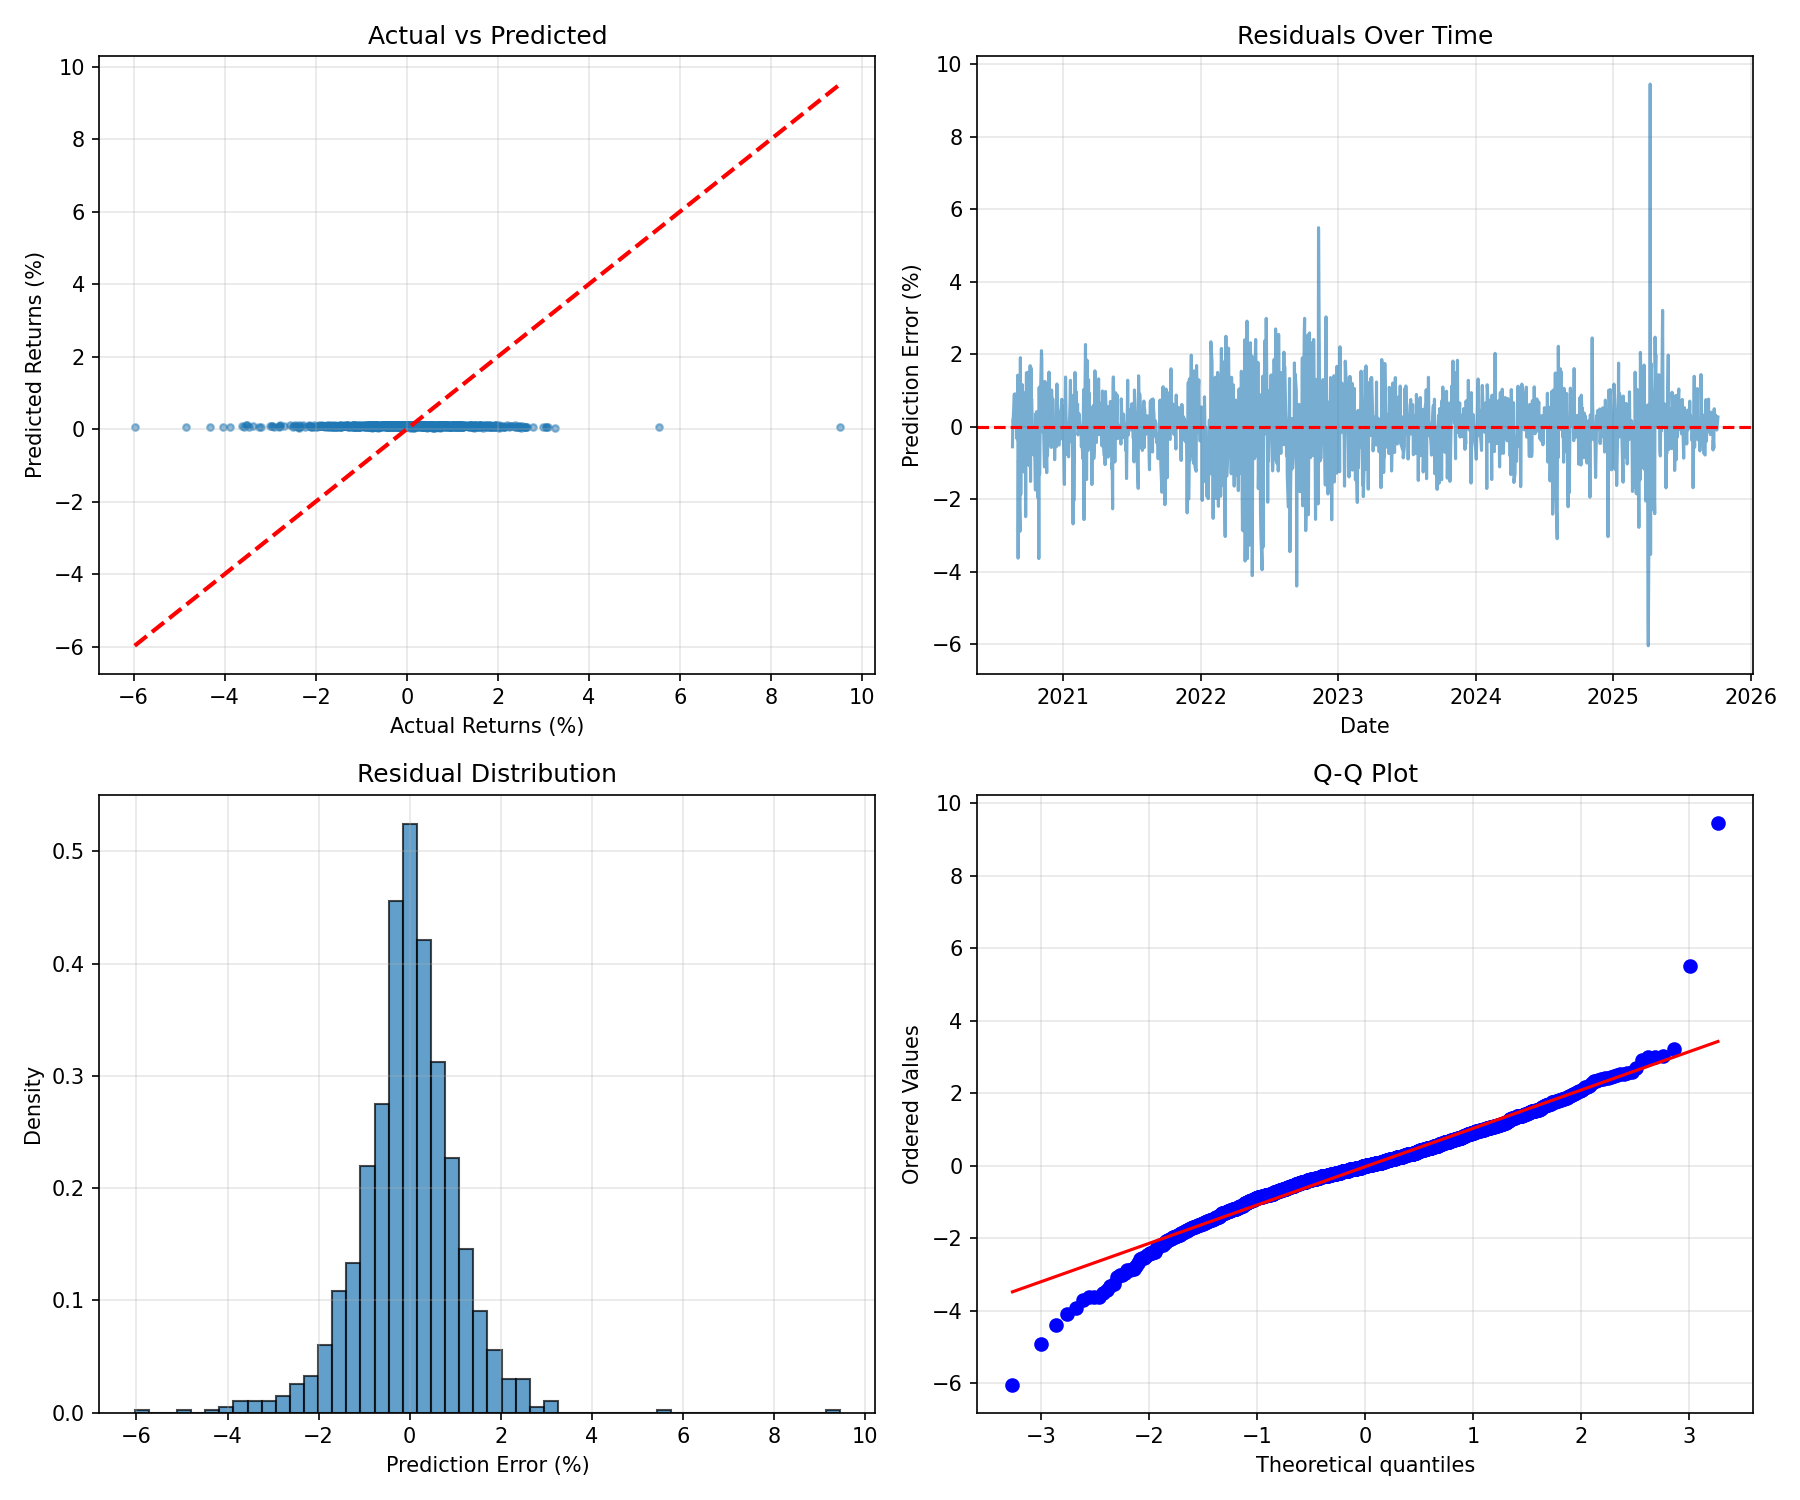 Actual vs Predicted
10
8
6
4
2
0
−2
−4
−6
Predicted Returns (%)
−6 −4 −2 0 2 4 6 8 10
Actual Returns (%)
Residuals Over Time
10
8
6
4
2
0
−2
−4
−6
Prediction Error (%)
2021 2022 2023 2024 2025 2026
Date
Residual Distribution
0.5
0.4
0.3
0.2
0.1
0.0
Density
−6 −4 −2 0 2 4 6 8 10
Prediction Error (%)
Q-Q Plot
10
8
6
4
2
0
−2
−4
−6
Ordered Values
−3 −2 −1 0 1 2 3
Theoretical quantiles